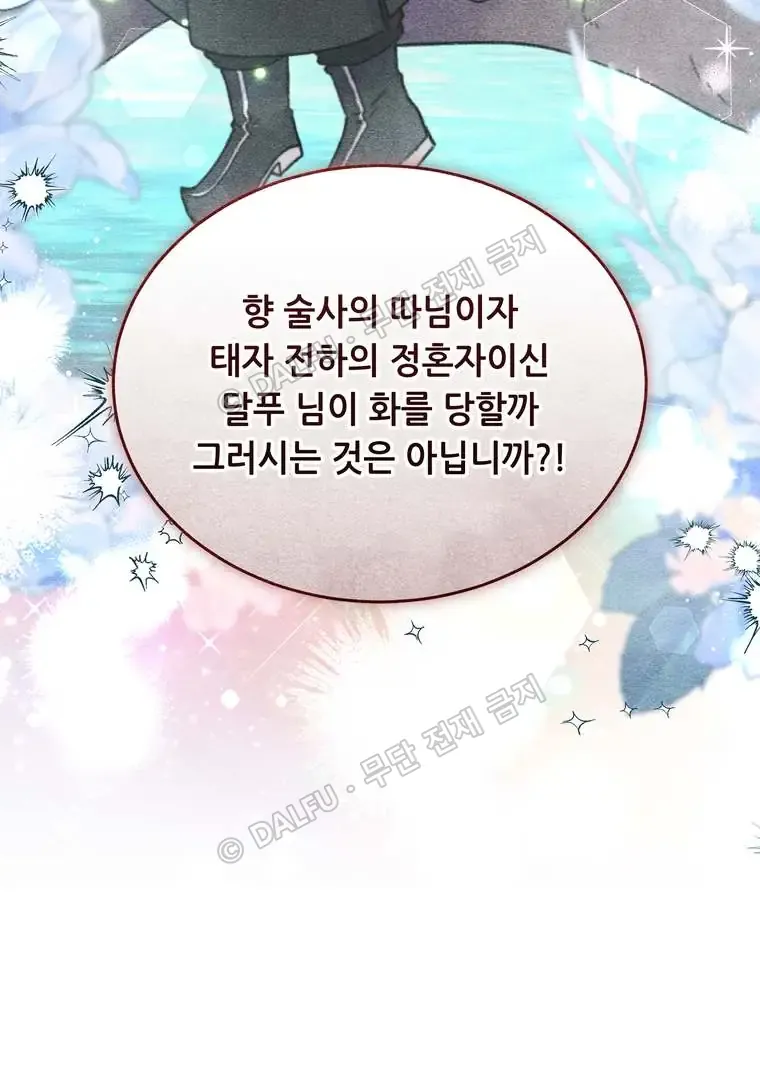 향 술사의 따님이자
태자 전하의 정혼자이신
달푸 님이 화를 당할까
그러시는 것은 아닙니까?!
© DALFU · 무단 전재 금지
© DALFU · 무단 전재 금지